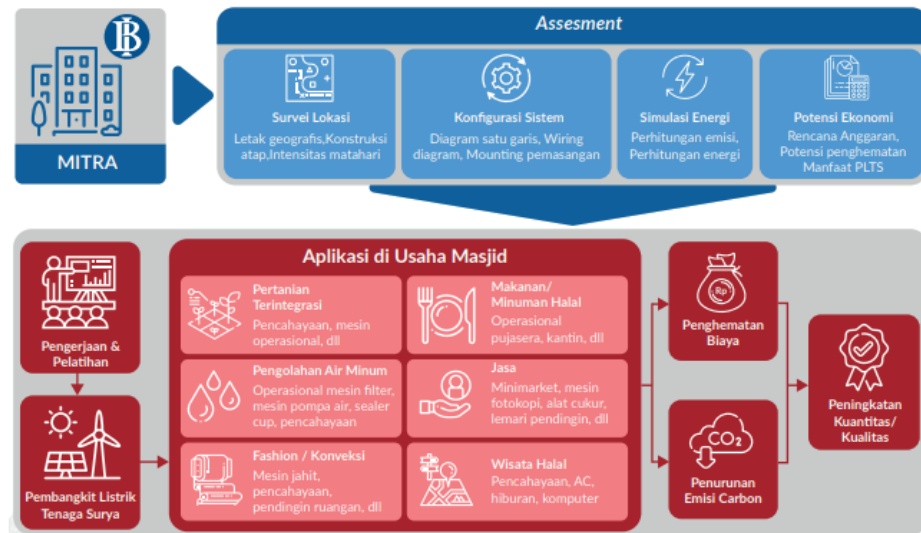 BI
MITRA
Assesment
Survei Lokasi
Letak geografis,Konstruksi
atap,Intensitas matahari
Konfigurasi Sistem
Diagram satu garis, Wiring
diagram, Mounting pemasangan
Simulasi Energi
Perhitungan emisi,
Perhitungan energi
Potensi Ekonomi
Rencana Anggaran,
Potensi penghematan
Manfaat PLTS
Pengerjaan &
Pelatihan
Pembangkit Listrik
Tenaga Surya
Aplikasi di Usaha Masjid
Pertanian
Terintegrasi
Pencahayaan, mesin
operasional, dll
Makanan/
Minuman Halal
Operasional
pujasera, kantin, dll
Pengolahan Air Minum
Operasional mesin filter,
mesin pompa air, sealer
cup, pencahayaan
Jasa
Minimarket, mesin
fotokopi, alat cukur,
lemari pendingin, dll
Fashion / Konveksi
Mesin jahit,
pencahayaan,
pendingin ruangan, dll
Wisata Halal
Pencahayaan, AC,
hiburan, komputer
Rp
Penghematan
Biaya
CO2
Penurunan
Emisi Carbon
Peningkatan
Kuantitas/
Kualitas